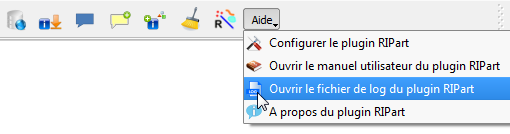 Aide
Configurer le plugin RIPart
Ouvrir le manuel utilisateur du plugin RIPart
Ouvrir le fichier de log du plugin RIPart
A propos du plugin RIPart